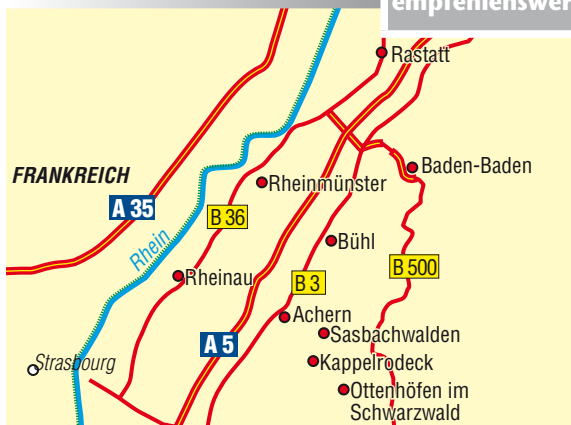 empfehlenswer
Rastatt
Baden-Baden
FRANKREICH
Rheinmünster
A 35
B 36
Rhein
Bühl
B 500
Rheinau
B 3
Achern
Sasbachwalden
A 5
Strasbourg
Kappelrodeck
Ottenhöfen im
Schwarzwald